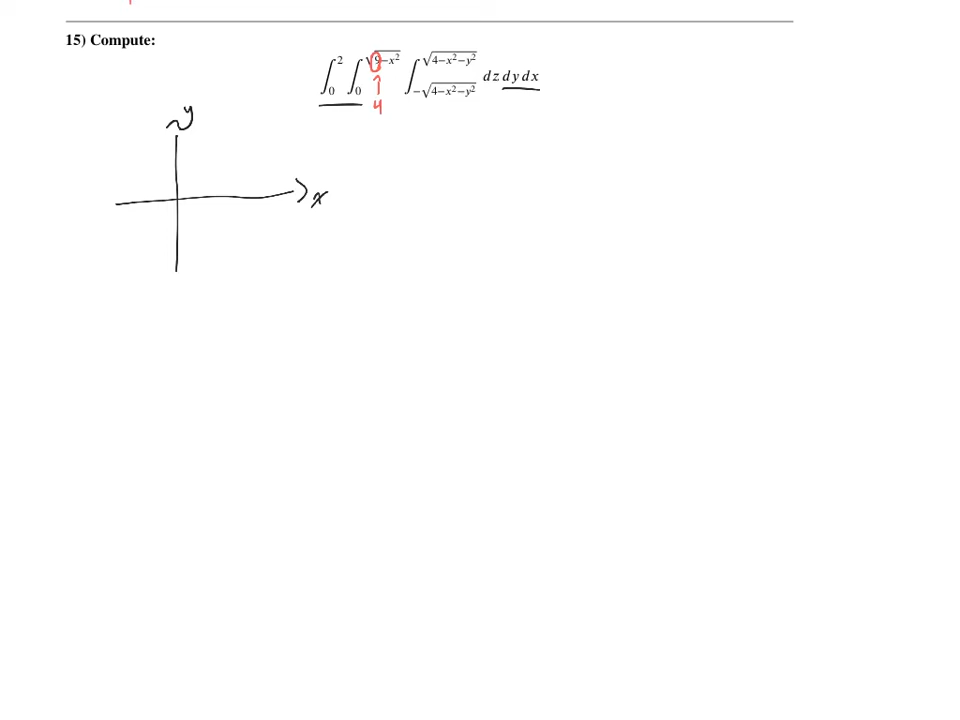 15) Compute:
∫₀² ∫₀^√(9−x²) ∫_{−√(4−x²−y²)}^{√(4−x²−y²)} dz dy dx
↑
4
y
x